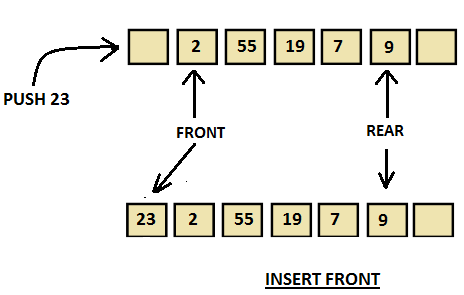 2 55 19 7 9
PUSH 23
FRONT
REAR
23 2 55 19 7 9
INSERT FRONT